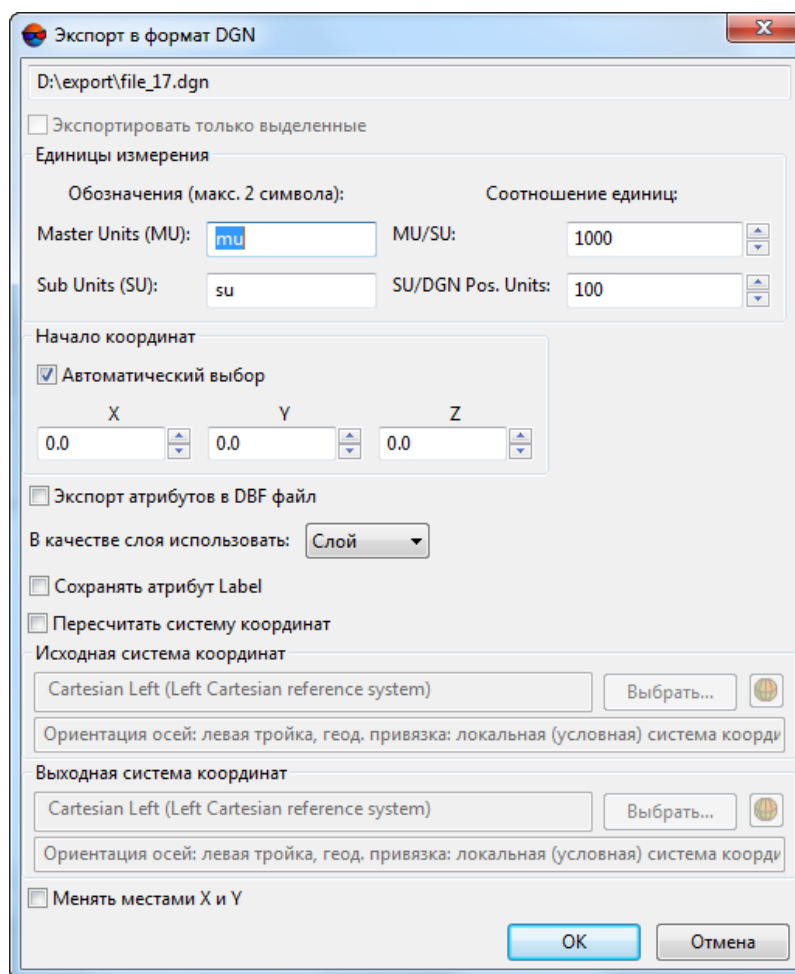 Экспорт в формат DGN
D:\export\file_17.dgn
Экспортировать только выделенные
Единицы измерения
Обозначения (макс. 2 символа): Соотношение единиц:
Master Units (MU): mu MU/SU: 1000
Sub Units (SU): su SU/DGN Pos. Units: 100
Начало координат
Автоматический выбор
X Y Z
0.0 0.0 0.0
Экспорт атрибутов в DBF файл
В качестве слоя использовать: Слой
Сохранять атрибут Label
Пересчитать систему координат
Исходная система координат
Cartesian Left (Left Cartesian reference system) Выбрать...
Ориентация осей: левая тройка, геод. привязка: локальная (условная) система коорди
Выходная система координат
Cartesian Left (Left Cartesian reference system) Выбрать...
Ориентация осей: левая тройка, геод. привязка: локальная (условная) система коорди
Менять местами X и Y
OK Отмена